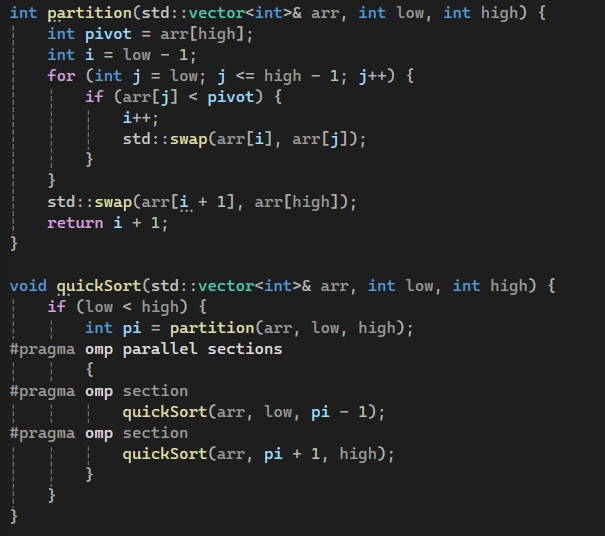 int partition(std::vector<int>& arr, int low, int high) {
    int pivot = arr[high];
    int i = low - 1;
    for (int j = low; j <= high - 1; j++) {
        if (arr[j] < pivot) {
            i++;
            std::swap(arr[i], arr[j]);
        }
    }
    std::swap(arr[i + 1], arr[high]);
    return i + 1;
}

void quickSort(std::vector<int>& arr, int low, int high) {
    if (low < high) {
        int pi = partition(arr, low, high);
#pragma omp parallel sections
        {
#pragma omp section
            quickSort(arr, low, pi - 1);
#pragma omp section
            quickSort(arr, pi + 1, high);
        }
    }
}